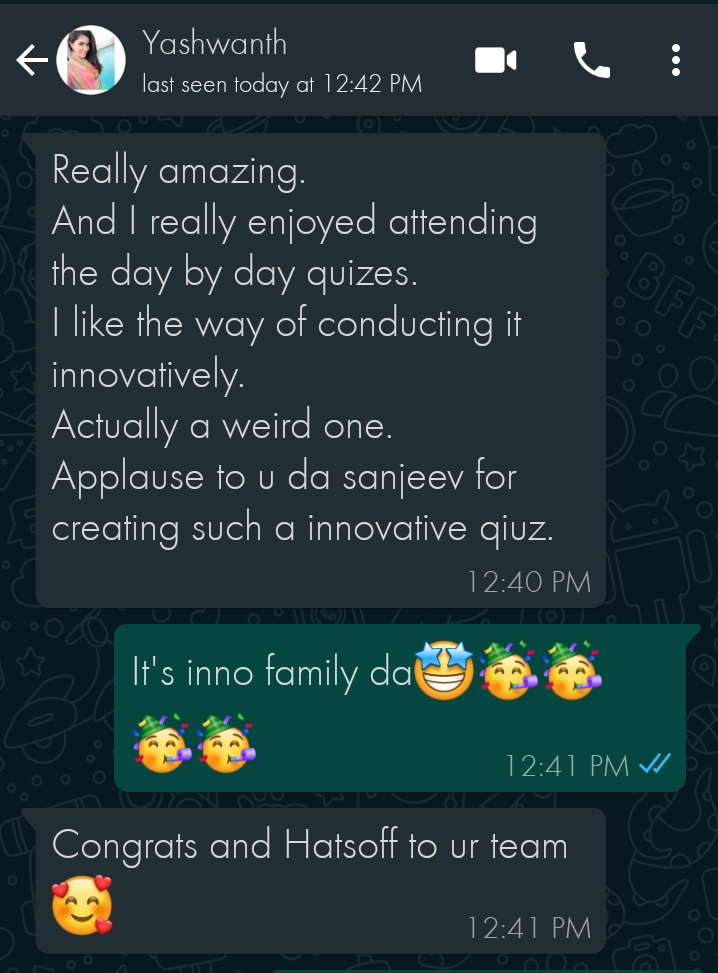 Yashwanth
last seen today at 12:42 PM
Really amazing.
And I really enjoyed attending
the day by day quizes.
I like the way of conducting it
innovatively.
Actually a weird one.
Applause to u da sanjeev for
creating such a innovative qiuz.
12:40 PM
It's inno family da🤩🥳🥳
🥳🥳
12:41 PM
Congrats and Hatsoff to ur team
🥰
12:41 PM